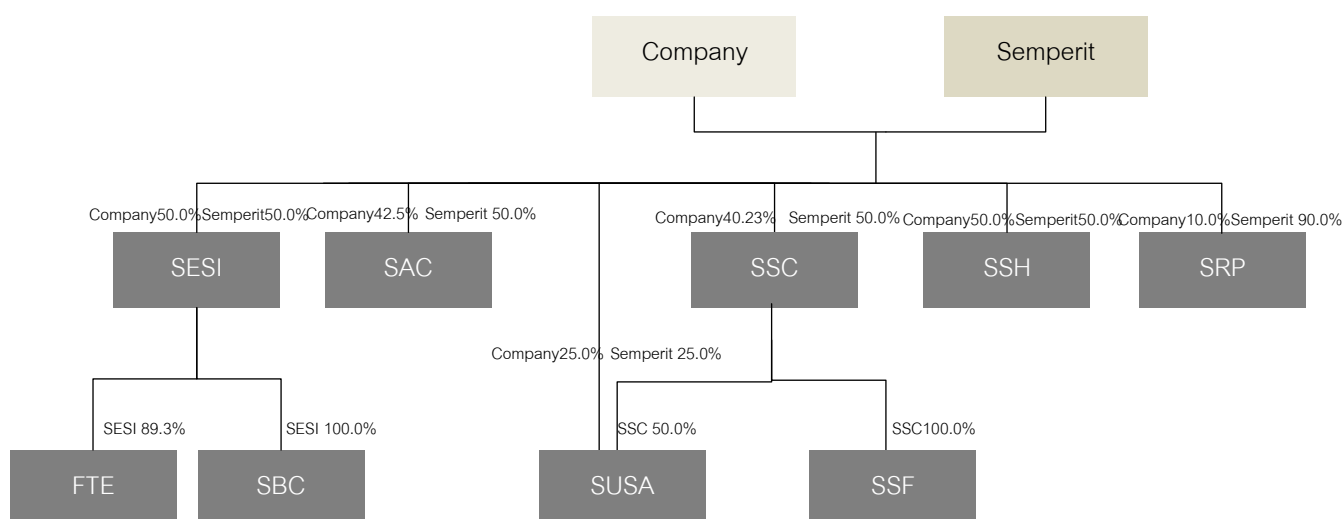 Company
Semperit
Company50.0%
Semperit50.0%
Company42.5%
Semperit 50.0%
Company40.23%
Semperit 50.0%
Company50.0%
Semperit50.0%
Company10.0%
Semperit 90.0%
SESI
SAC
SSC
SSH
SRP
Company25.0%
Semperit 25.0%
SESI 89.3%
SESI 100.0%
SSC 50.0%
SSC100.0%
FTE
SBC
SUSA
SSF